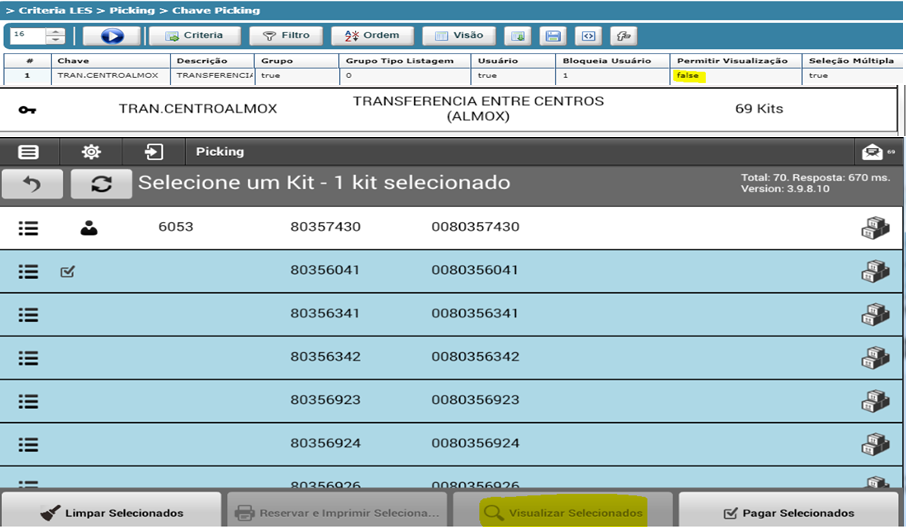 > Criteria LES > Picking > Chave Picking
16 Criteria Filtro Ordem Visão
# Chave Descrição Grupo Grupo Tipo Listagem Usuário Bloqueia Usuário Permitir Visualização Seleção Múltipla
1 TRAN.CENTROALMOX TRANSFERENCIA true 0 true 1 false true
TRAN.CENTROALMOX TRANSFERENCIA ENTRE CENTROS (ALMOX) 69 Kits
Picking 69
Selecione um Kit - 1 kit selecionado
Total: 70. Resposta: 670 ms.
Version: 3.9.8.10
6053 80357430 0080357430
80356041 0080356041
80356341 0080356341
80356342 0080356342
80356923 0080356923
80356924 0080356924
80356926 0080356926
Limpar Selecionados Reservar e Imprimir Seleciona... Visualizar Selecionados Pagar Selecionados